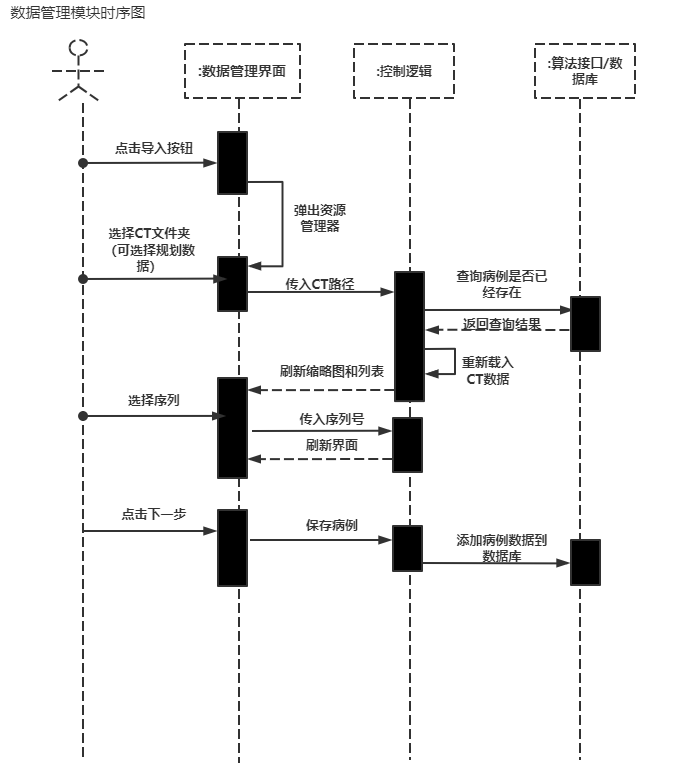 数据管理模块时序图
:数据管理界面
:控制逻辑
:算法接口/数
据库
点击导入按钮
弹出资源
管理器
选择CT文件夹
（可选择规划数
据）
传入CT路径
查询病例是否已
经存在
返回查询结果
重新载入
CT数据
刷新缩略图和列表
选择序列
传入序列号
刷新界面
点击下一步
保存病例
添加病例数据到
数据库